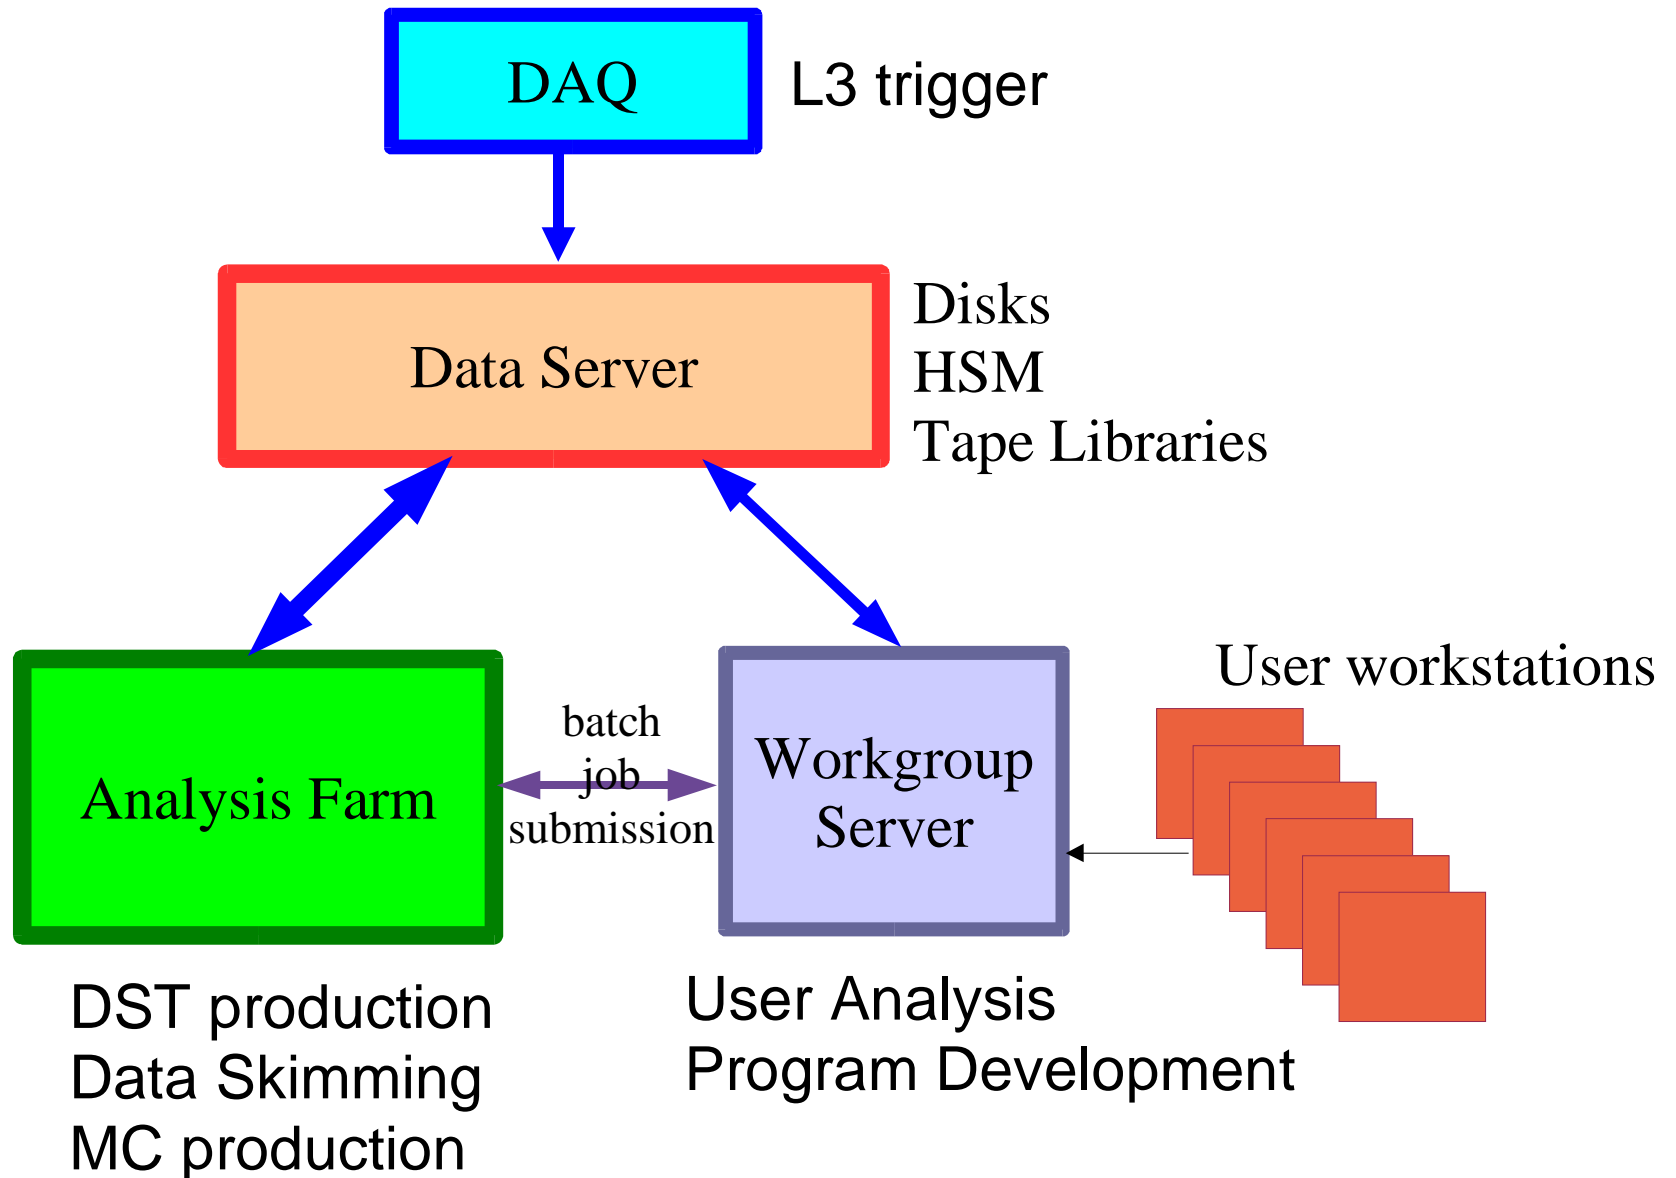 DAQ
L3 trigger
Data Server
Disks
HSM
Tape Libraries
User workstations
batch
job
submission
Analysis Farm
Workgroup
Server
DST production
Data Skimming
MC production
User Analysis
Program Development